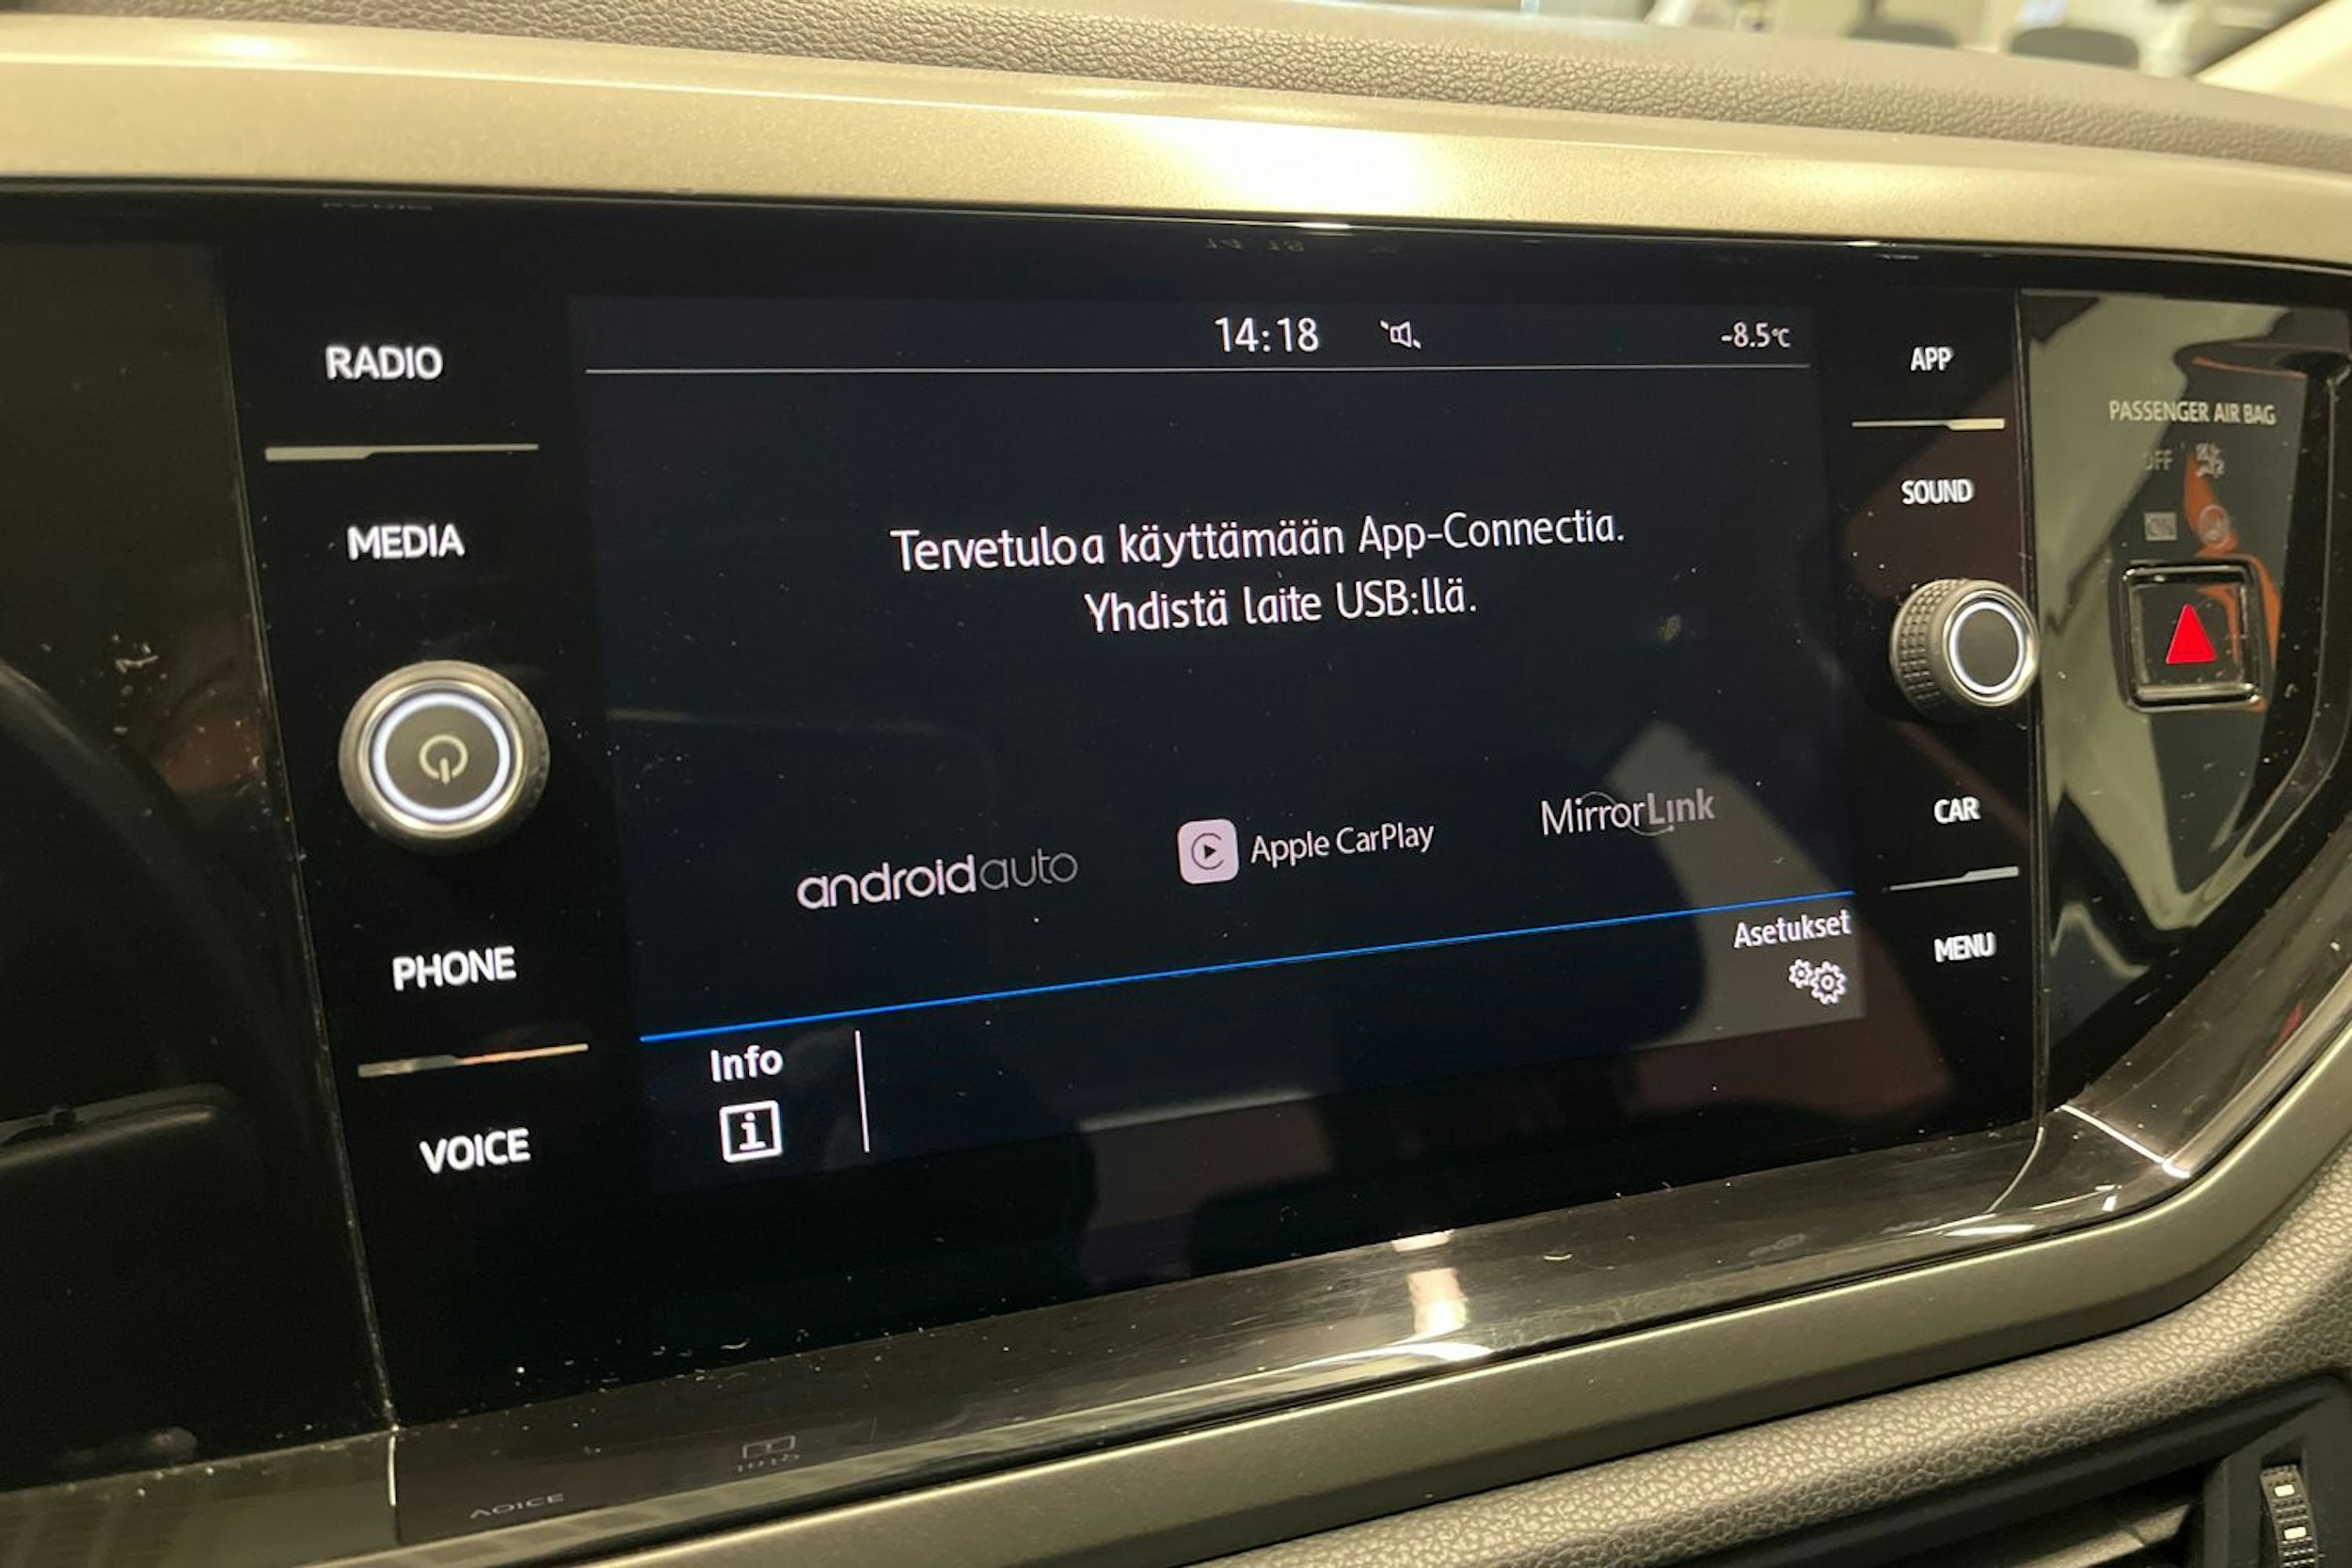 14:18
-8.5°C
RADIO
MEDIA
PHONE
VOICE
Tervetuloa käyttämään App-Connectia.
Yhdistä laite USB:llä.
androidauto
Apple CarPlay
MirrorLink
Asetukset
Info
i
APP
SOUND
CAR
MENU
PASSENGER AIR BAG
OFF
ON